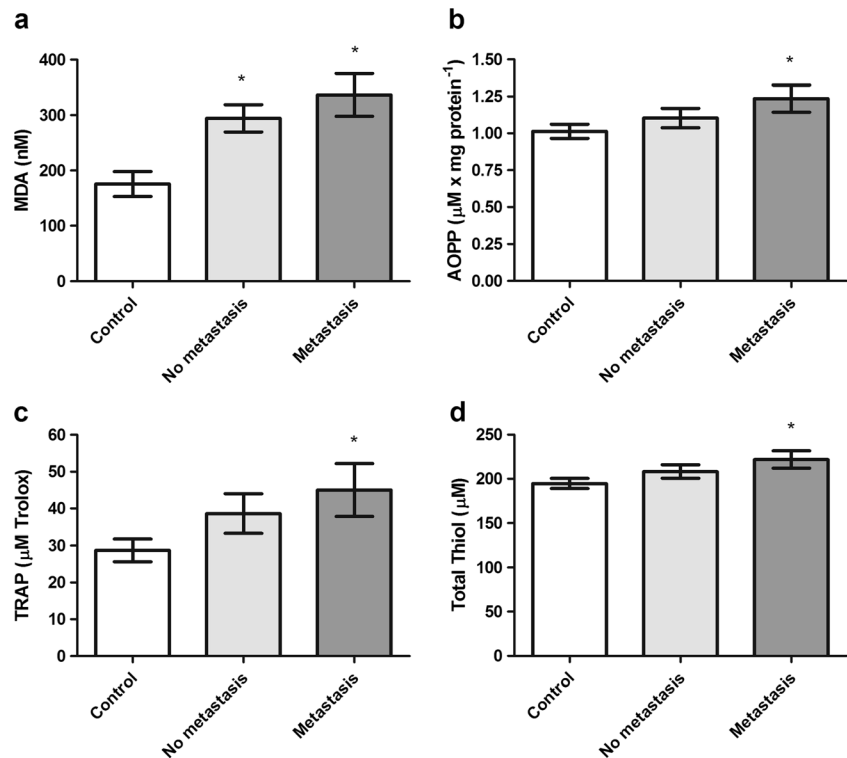 a
MDA (nM)
400
300
200
100
0
*
*
Control
No metastasis
Metastasis
b
AOPP (μM x mg protein⁻¹)
1.50
1.25
1.00
0.75
0.50
0.25
0.00
*
Control
No metastasis
Metastasis
c
TRAP (μM Trolox)
60
50
40
30
20
10
0
*
Control
No metastasis
Metastasis
d
Total Thiol (μM)
250
200
150
100
50
0
*
Control
No metastasis
Metastasis